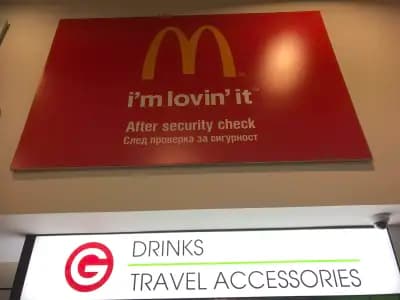 i'm lovin' it
After security check
След проверка за сигурност
G DRINKS
TRAVEL ACCESSORIES